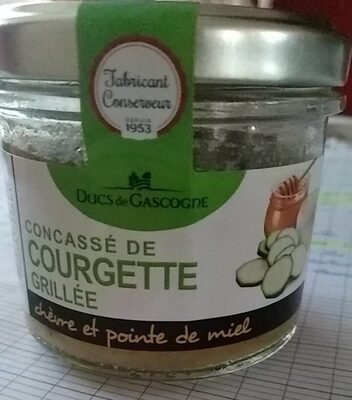 Fabricant
Conserveur
DEPUIS
1953
DUCS de GASCOGNE
CONCASSÉ DE
COURGETTE
GRILLÉE
chèvre et pointe de miel